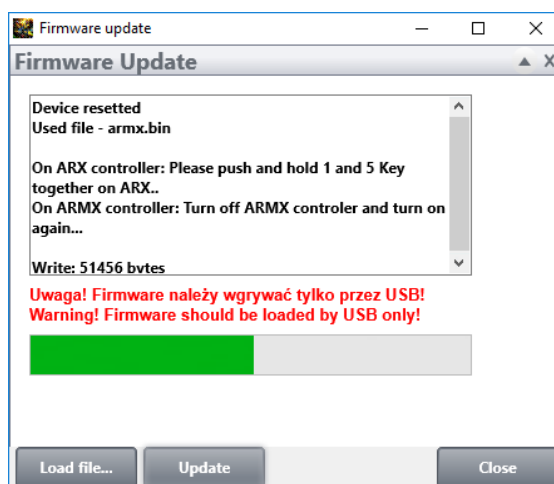 Firmware update
Firmware Update
Device resetted
Used file - armx.bin
On ARX controller: Please push and hold 1 and 5 Key
together on ARX..
On ARMX controller: Turn off ARMX controler and turn on
again...
Write: 51456 bytes
Uwaga! Firmware należy wgrywać tylko przez USB!
Warning! Firmware should be loaded by USB only!
Load file... Update Close